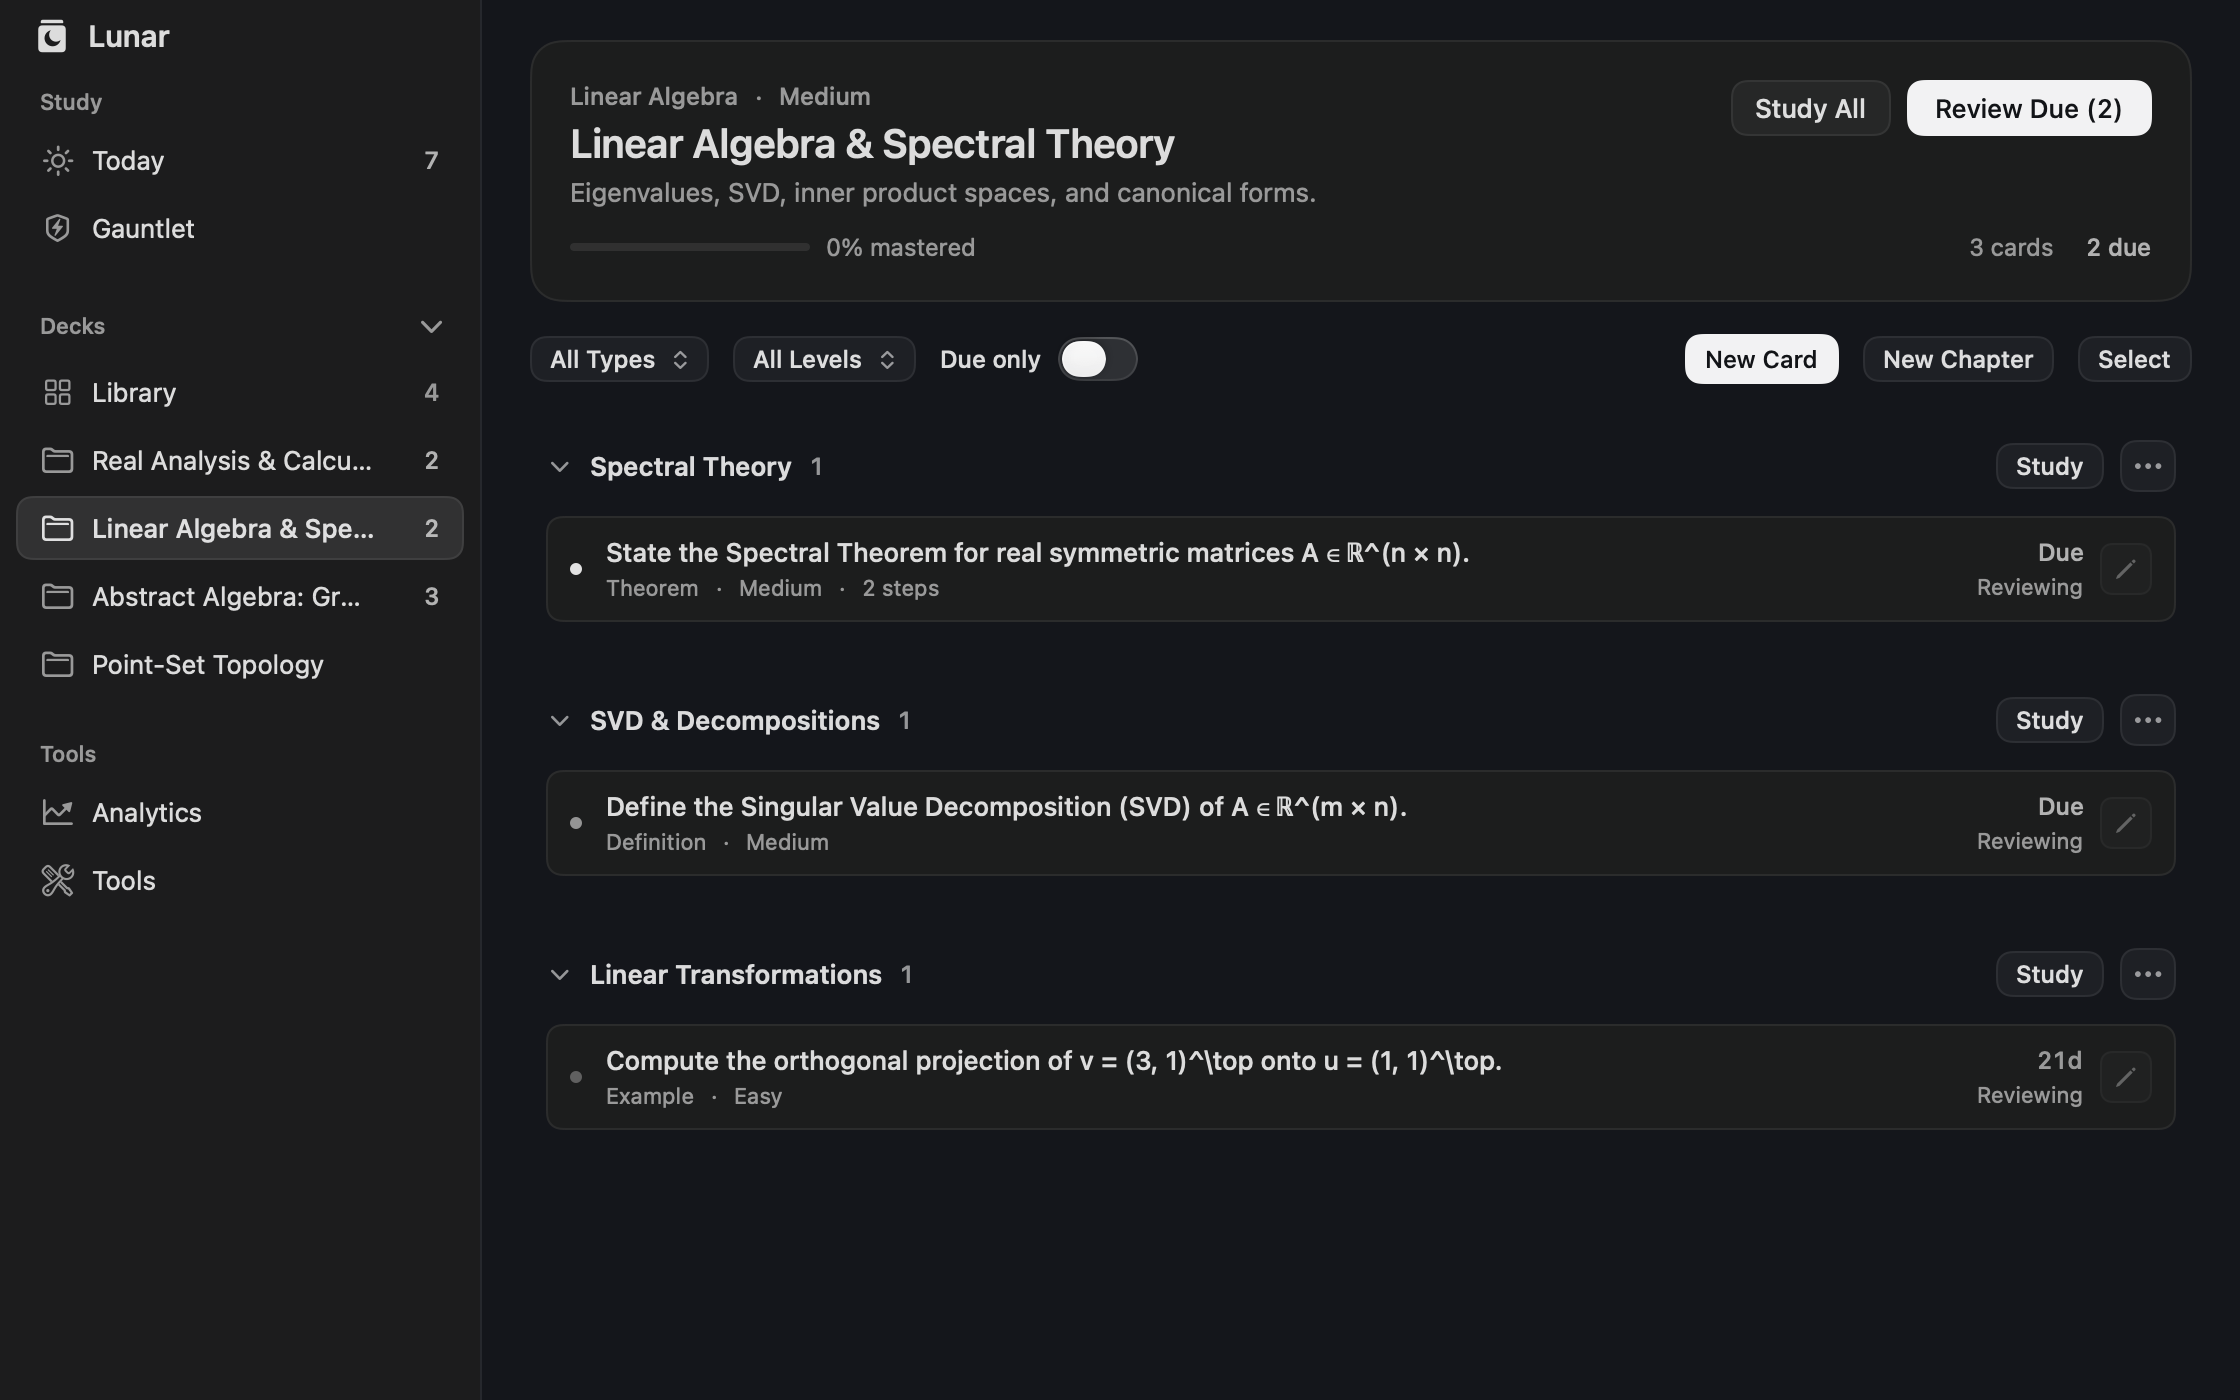 Lunar
Study
Today 7
Gauntlet
Decks
Library 4
Real Analysis & Calcu... 2
Linear Algebra & Spe... 2
Abstract Algebra: Gr... 3
Point-Set Topology
Tools
Analytics
Tools
Linear Algebra · Medium
Linear Algebra & Spectral Theory
Eigenvalues, SVD, inner product spaces, and canonical forms.
0% mastered
Study All
Review Due (2)
3 cards 2 due
All Types
All Levels
Due only
New Card
New Chapter
Select
Spectral Theory 1
Study
State the Spectral Theorem for real symmetric matrices A ∈ ℝ^(n × n).
Theorem · Medium · 2 steps
Due
Reviewing
SVD & Decompositions 1
Study
Define the Singular Value Decomposition (SVD) of A ∈ ℝ^(m × n).
Definition · Medium
Due
Reviewing
Linear Transformations 1
Study
Compute the orthogonal projection of v = (3, 1)^\top onto u = (1, 1)^\top.
Example · Easy
21d
Reviewing